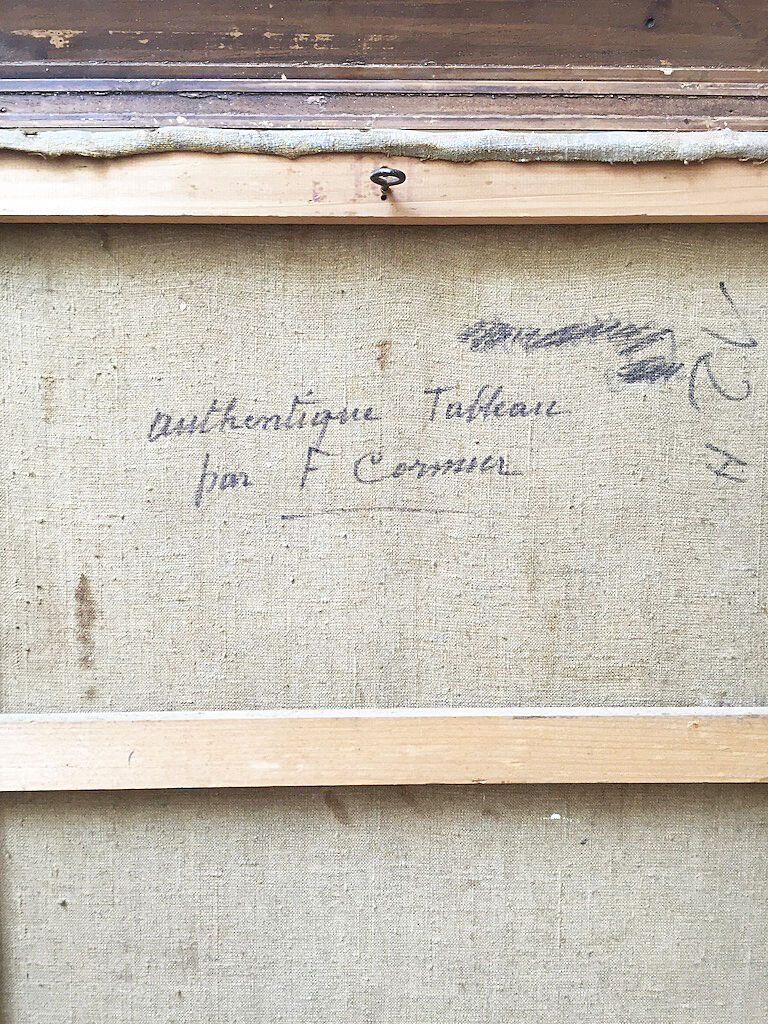 authentique Tableau
par F Cormier